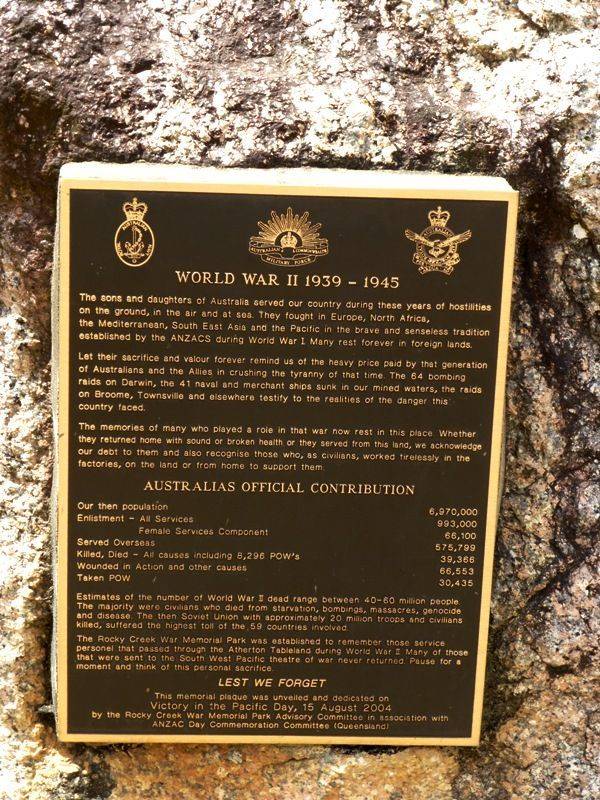 AUSTRALIAN
AUSTRALIAN COMMONWEALTH
MILITARY FORCES
WORLD WAR II 1939 - 1945
The sons and daughters of Australia served our country during these years of hostilities
on the ground, in the air and at sea. They fought in Europe, North Africa,
the Mediterranean, South East Asia and the Pacific in the brave and senseless tradition
established by the ANZACS during World War I. Many rest forever in foreign lands.
Let their sacrifice and valour forever remind us of the heavy price paid by that generation
of Australians and the Allies in crushing the tyranny of that time. The 64 bombing
raids on Darwin, the 41 naval and merchant ships sunk in our mined waters, the raids
on Broome, Townsville and elsewhere testify to the realities of the danger this
country faced.
The memories of many who played a role in that war now rest in this place. Whether
they returned home with sound or broken health or they served from this land, we acknowledge
our debt to them and also recognise those who, as civilians, worked tirelessly in the
factories, on the land or from home to support them.
AUSTRALIAS OFFICIAL CONTRIBUTION
Our then population 6,970,000
Enlistment - All Services 993,000
Female Services Component 66,100
Served Overseas 575,799
Killed, Died - All causes including 8,296 POW's 39,366
Wounded in Action and other causes 66,553
Taken POW 30,435
Estimates of the number of World War II dead range between 40-60 million people.
The majority were civilians who died from starvation, bombings, massacres, genocide
and disease. The then Soviet Union with approximately 20 million troops and civilians
killed, suffered the highest toll of the 59 countries involved.
The Rocky Creek War Memorial Park was established to remember those service
personel that passed through the Atherton Tableland during World War II. Many of those
that were sent to the South West Pacific theatre of war never returned. Pause for a
moment and think of this personal sacrifice.
LEST WE FORGET
This memorial plaque was unveiled and dedicated on
Victory in the Pacific Day, 15 August 2004
by the Rocky Creek War Memorial Park Advisory Committee in association with
ANZAC Day Commemoration Committee (Queensland)